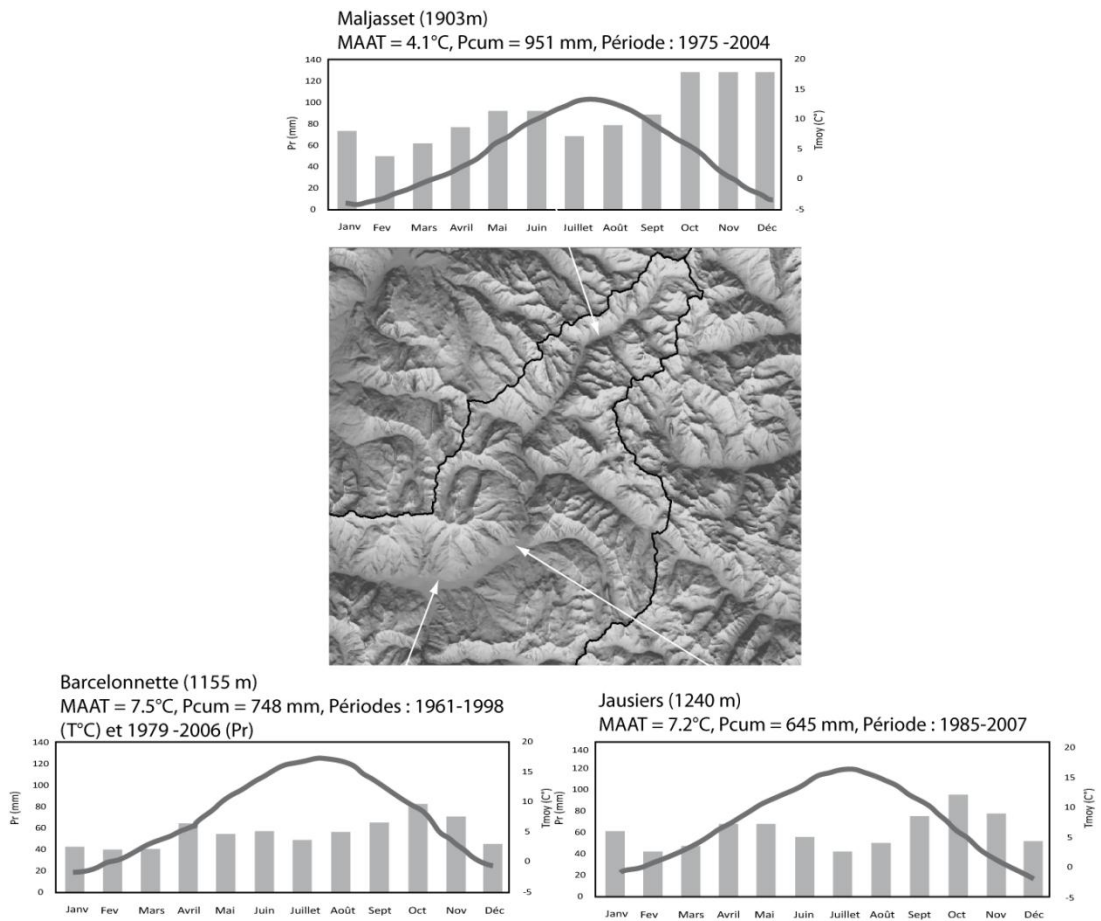 Maljasset (1903m)
MAAT = 4.1°C, Pcum = 951 mm, Période : 1975 -2004
140
120
100
80
60
40
20
0
Pr (mm)
20
15
10
5
0
-5
Tmoy (C°)
Janv Fev Mars Avril Mai Juin Juillet Août Sept Oct Nov Déc
Barcelonnette (1155 m)
MAAT = 7.5°C, Pcum = 748 mm, Périodes : 1961-1998
(T°C) et 1979 -2006 (Pr)
140
120
100
80
60
40
20
0
Pr (mm)
20
15
10
5
0
-5
Tmoy (C°)
Janv Fev Mars Avril Mai Juin Juillet Août Sept Oct Nov Déc
Jausiers (1240 m)
MAAT = 7.2°C, Pcum = 645 mm, Période : 1985-2007
140
120
100
80
60
40
20
0
Pr (mm)
20
15
10
5
0
-5
Tmoy (C°)
Janv Fev Mars Avril Mai Juin Juillet Août Sept Oct Nov Déc